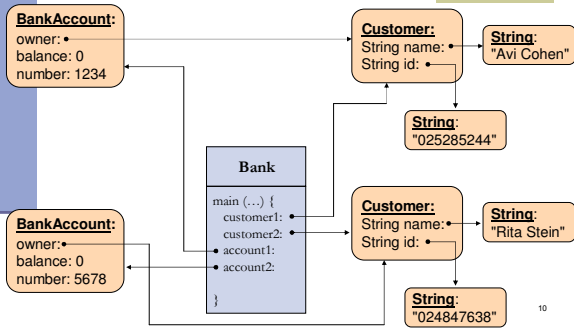 BankAccount:
owner:
balance: 0
number: 1234
Customer:
String name:
String id:
String:
"Avi Cohen"
String:
"025285244"
Bank
main (…) {
customer1:
customer2:
account1:
account2:
}
BankAccount:
owner:
balance: 0
number: 5678
Customer:
String name:
String id:
String:
"Rita Stein"
String:
"024847638"
10